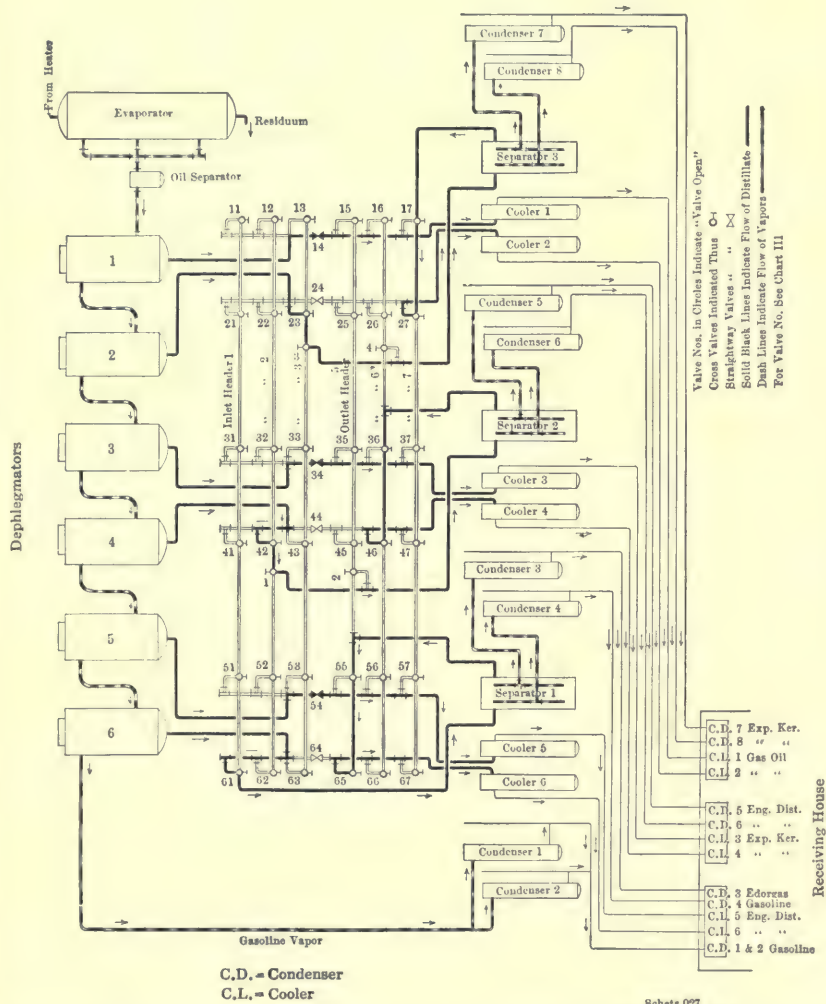 From Heater
Evaporator
Residuum
Oil Separator
Dephlegmators
1
2
3
4
5
6
11
12
13
15
16
17
14
24
21
22
23
25
26
27
4
Inlet Header 1
" 2
Outlet Header
" 6
" 7
31
32
33
35
36
37
34
44
41
42
43
45
46
47
1
2
51
52
53
55
56
57
54
64
61
62
63
65
66
67
Condenser 7
Condenser 8
Separator 3
Cooler 1
Cooler 2
Condenser 5
Condenser 6
Separator 2
Cooler 3
Cooler 4
Condenser 3
Condenser 4
Separator 1
Cooler 5
Cooler 6
Condenser 1
Condenser 2
Gasoline Vapor
Valve Nos. in Circles Indicate "Valve Open"
Cross Valves Indicated Thus
Straightway Valves " "
Solid Black Lines Indicate Flow of Distillate
Dash Lines Indicate Flow of Vapors
For Valve No. See Chart III
C.D. 7 Exp. Ker.
C.D. 8 " "
C.L. 1 Gas Oil
C.L. 2 " "
C.D. 5 Eng. Dist.
C.D. 6 " "
C.L. 3 Exp. Ker.
C.L. 4 " "
C.D. 3 Edorgas
C.D. 4 Gasoline
C.L. 5 Eng. Dist.
C.L. 6 " "
C.D. 1 & 2 Gasoline
Receiving House
C.D. = Condenser
C.L. = Cooler